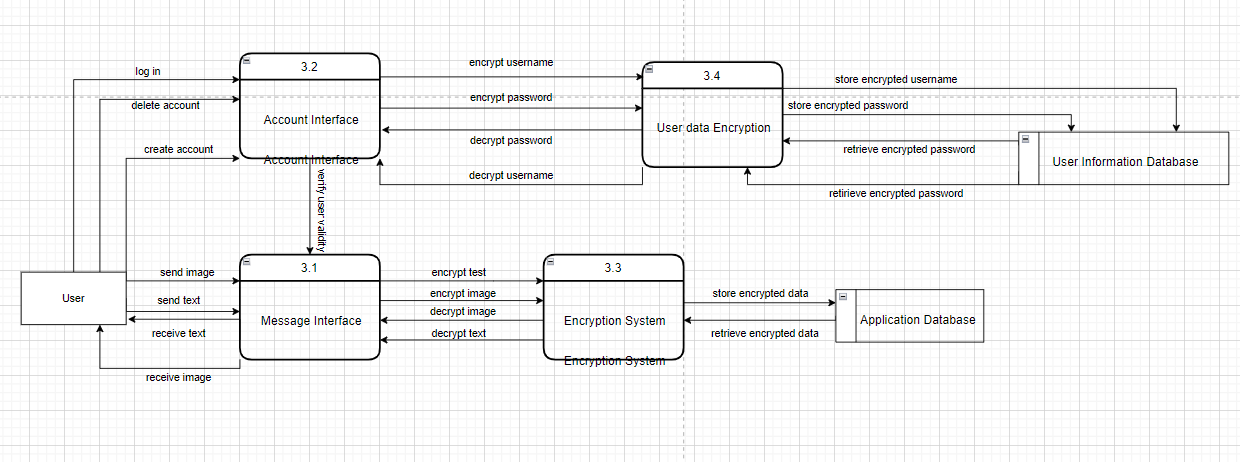 3.2
log in
encrypt username
3.4
store encrypted username
delete account
encrypt password
store encrypted password
Account Interface
User data Encryption
decrypt password
create account
retrieve encrypted password
Account Interface
User Information Database
decrypt username
retirieve encrypted password
verify user validity
3.1
3.3
send image
encrypt test
User
send text
encrypt image
store encrypted data
decrypt image
Message Interface
Encryption System
Application Database
receive text
decrypt text
retrieve encrypted data
Encryption System
receive image